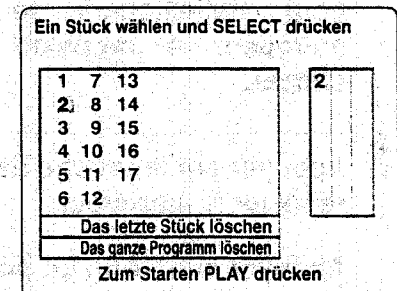 Ein Stück wählen und SELECT drücken
1 7 13 2
2 8 14
3 9 15
4 10 16
5 11 17
6 12
Das letzte Stück löschen
Das ganze Programm löschen
Zum Starten PLAY drücken